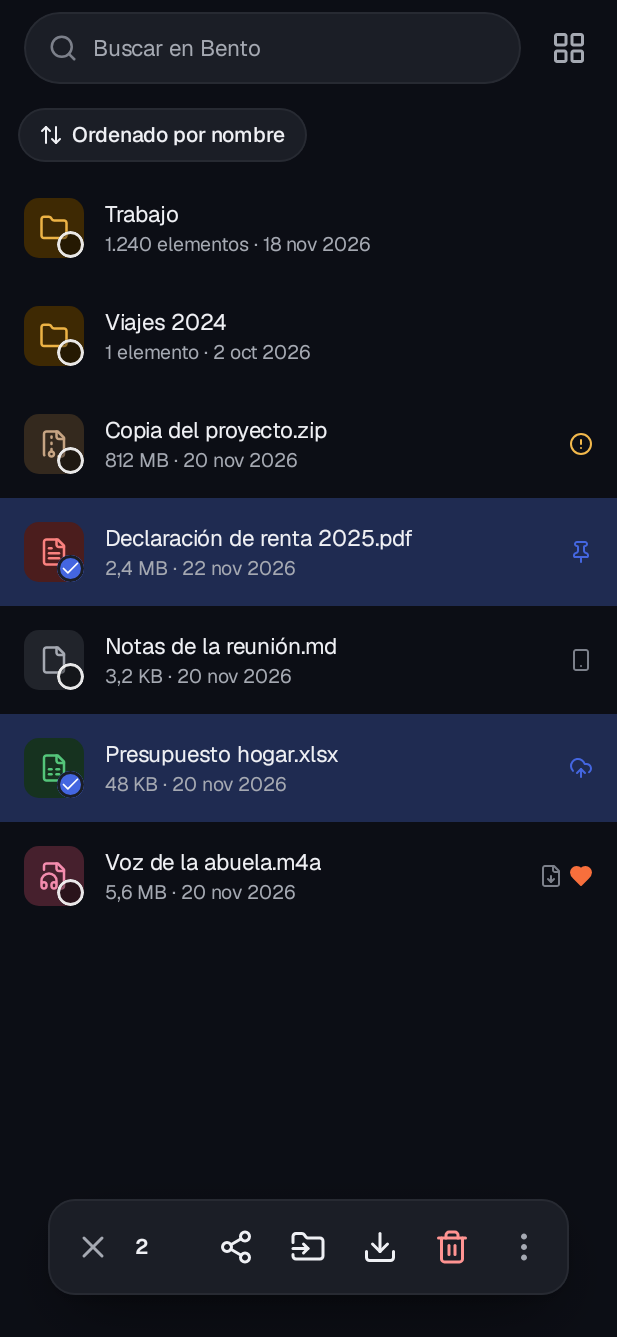 Buscar en Bento
Ordenado por nombre
Trabajo
1.240 elementos · 18 nov 2026
Viajes 2024
1 elemento · 2 oct 2026
Copia del proyecto.zip
812 MB · 20 nov 2026
Declaración de renta 2025.pdf
2,4 MB · 22 nov 2026
Notas de la reunión.md
3,2 KB · 20 nov 2026
Presupuesto hogar.xlsx
48 KB · 20 nov 2026
Voz de la abuela.m4a
5,6 MB · 20 nov 2026
2